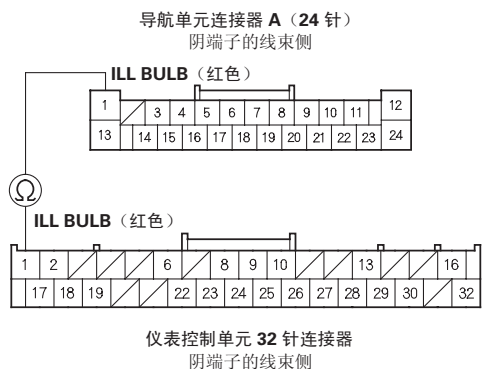 导航单元连接器 A（24 针）
阴端子的线束侧
ILL BULB（红色）
1 3 4 5 6 7 8 9 10 11 12
13 14 15 16 17 18 19 20 21 22 23 24
Ω
ILL BULB（红色）
1 2 6 8 9 10 13 16
17 18 19 22 23 24 25 26 27 28 29 30 32
仪表控制单元 32 针连接器
阴端子的线束侧